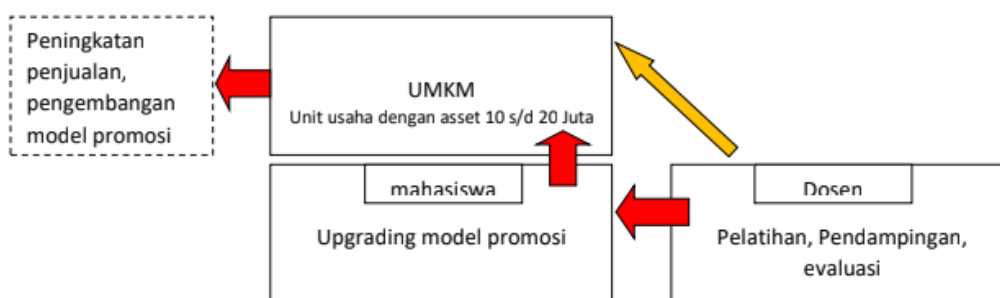 Peningkatan
penjualan,
pengembangan
model promosi
UMKM
Unit usaha dengan asset 10 s/d 20 Juta
mahasiswa
Upgrading model promosi
Dosen
Pelatihan, Pendampingan,
evaluasi